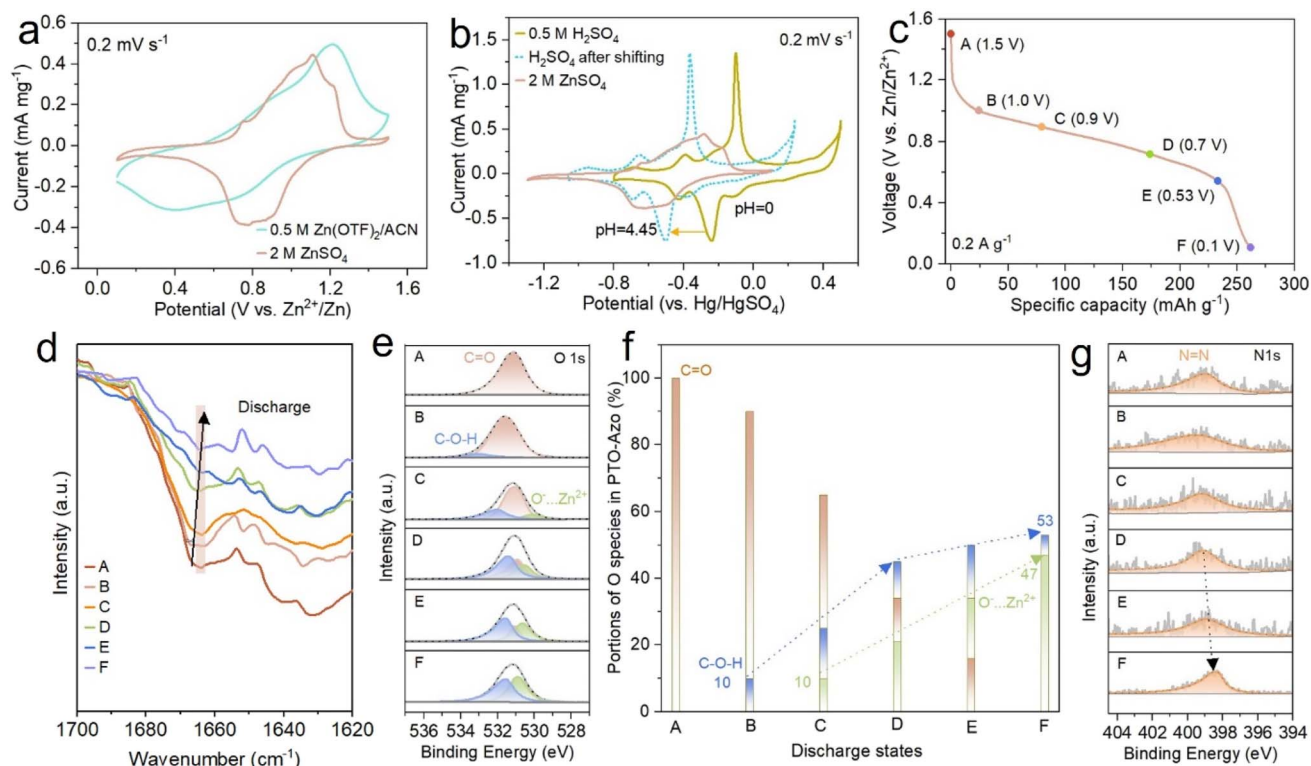 a
0.2 mV s⁻¹
0.6
0.4
0.2
0.0
-0.2
-0.4
-0.6
Current (mA mg⁻¹)
0.5 M Zn(OTF)₂/ACN
2 M ZnSO₄
0.0 0.4 0.8 1.2 1.6
Potential (V vs. Zn²⁺/Zn)
b
0.5 M H₂SO₄
H₂SO₄ after shifting
2 M ZnSO₄
0.2 mV s⁻¹
1.5
1.0
0.5
0.0
-0.5
-1.0
Current (mA mg⁻¹)
pH=0
pH=4.45
-1.2 -0.8 -0.4 0.0 0.4
Potential (vs. Hg/HgSO₄)
c
1.6
1.2
0.8
0.4
0.0
Voltage (V vs. Zn/Zn²⁺)
A (1.5 V)
B (1.0 V)
C (0.9 V)
D (0.7 V)
E (0.53 V)
F (0.1 V)
0.2 A g⁻¹
0 50 100 150 200 250 300
Specific capacity (mAh g⁻¹)
d
Discharge
Intensity (a.u.)
A
B
C
D
E
F
1700 1680 1660 1640 1620
Wavenumber (cm⁻¹)
e
A
C=O
O 1s
B
C-O-H
C
O⁻...Zn²⁺
D
E
F
Intensity (a.u.)
536 534 532 530 528
Binding Energy (eV)
f
100
80
60
40
20
0
Portions of O species in PTO-Azo (%)
C=O
C-O-H
10
10
O⁻...Zn²⁺
53
47
A B C D E F
Discharge states
g
A
N=N
N1s
B
C
D
E
F
Intensity (a.u.)
404 402 400 398 396 394
Binding Energy (eV)